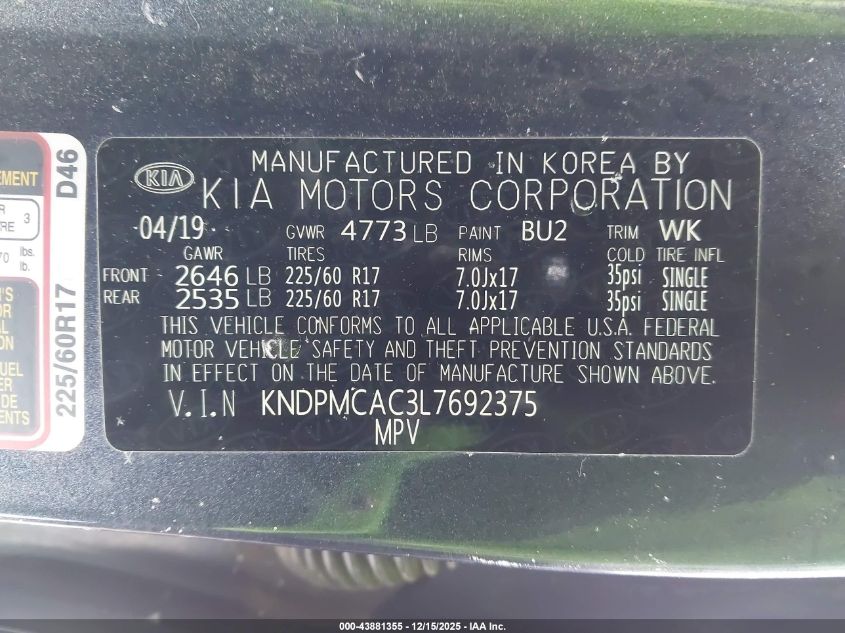 MANUFACTURED IN KOREA BY
KIA KIA MOTORS CORPORATION
04/19 GVWR 4773 LB PAINT BU2 TRIM WK
GAWR TIRES RIMS COLD TIRE INFL
FRONT 2646 LB 225/60 R17 7.0Jx17 35psi SINGLE
REAR 2535 LB 225/60 R17 7.0Jx17 35psi SINGLE
THIS VEHICLE CONFORMS TO ALL APPLICABLE U.S.A. FEDERAL
MOTOR VEHICLE SAFETY AND THEFT PREVENTION STANDARDS
IN EFFECT ON THE DATE OF MANUFACTURE SHOWN ABOVE.
V.I.N KNDPMCAC3L7692375
MPV
EMENT
3
lbs.
lb.
D46
225/60R17
000-43881355 - 12/15/2025 - IAA Inc.